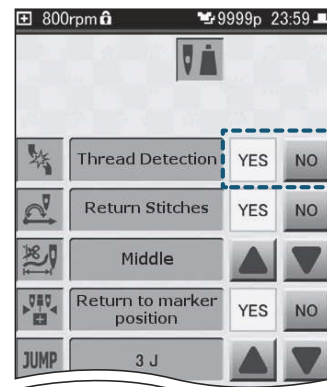 800rpm 9999p 23:59
Thread Detection YES NO
Return Stitches YES NO
Middle
Return to marker
position YES NO
JUMP 3 J